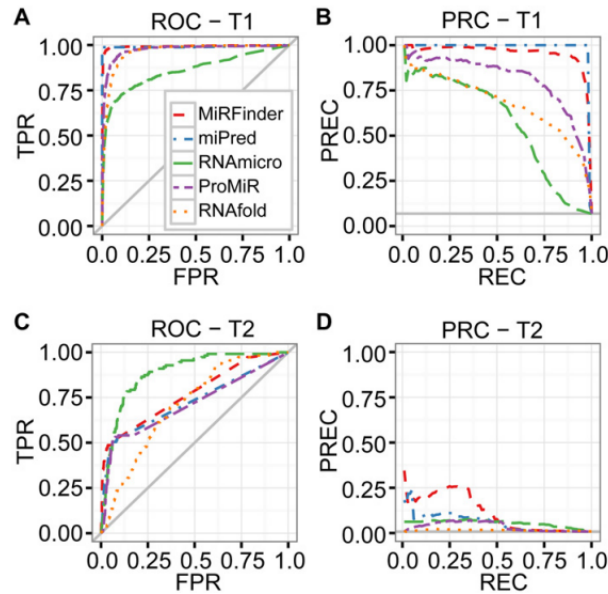 A
ROC − T1
1.00
0.75
0.50
0.25
0.00
TPR
MiRFinder
miPred
RNAmicro
ProMiR
RNAfold
0.0 0.25 0.50 0.75 1.0
FPR
B
PRC − T1
1.00
0.75
0.50
0.25
0.00
PREC
0.0 0.25 0.50 0.75 1.0
REC
C
ROC − T2
1.00
0.75
0.50
0.25
0.00
TPR
0.0 0.25 0.50 0.75 1.0
FPR
D
PRC − T2
1.00
0.75
0.50
0.25
0.00
PREC
0.0 0.25 0.50 0.75 1.0
REC